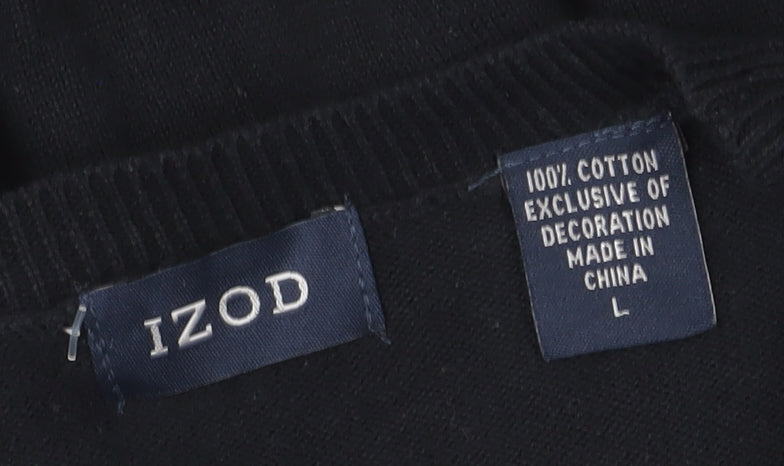 IZOD
100% COTTON
EXCLUSIVE OF
DECORATION
MADE IN
CHINA
L